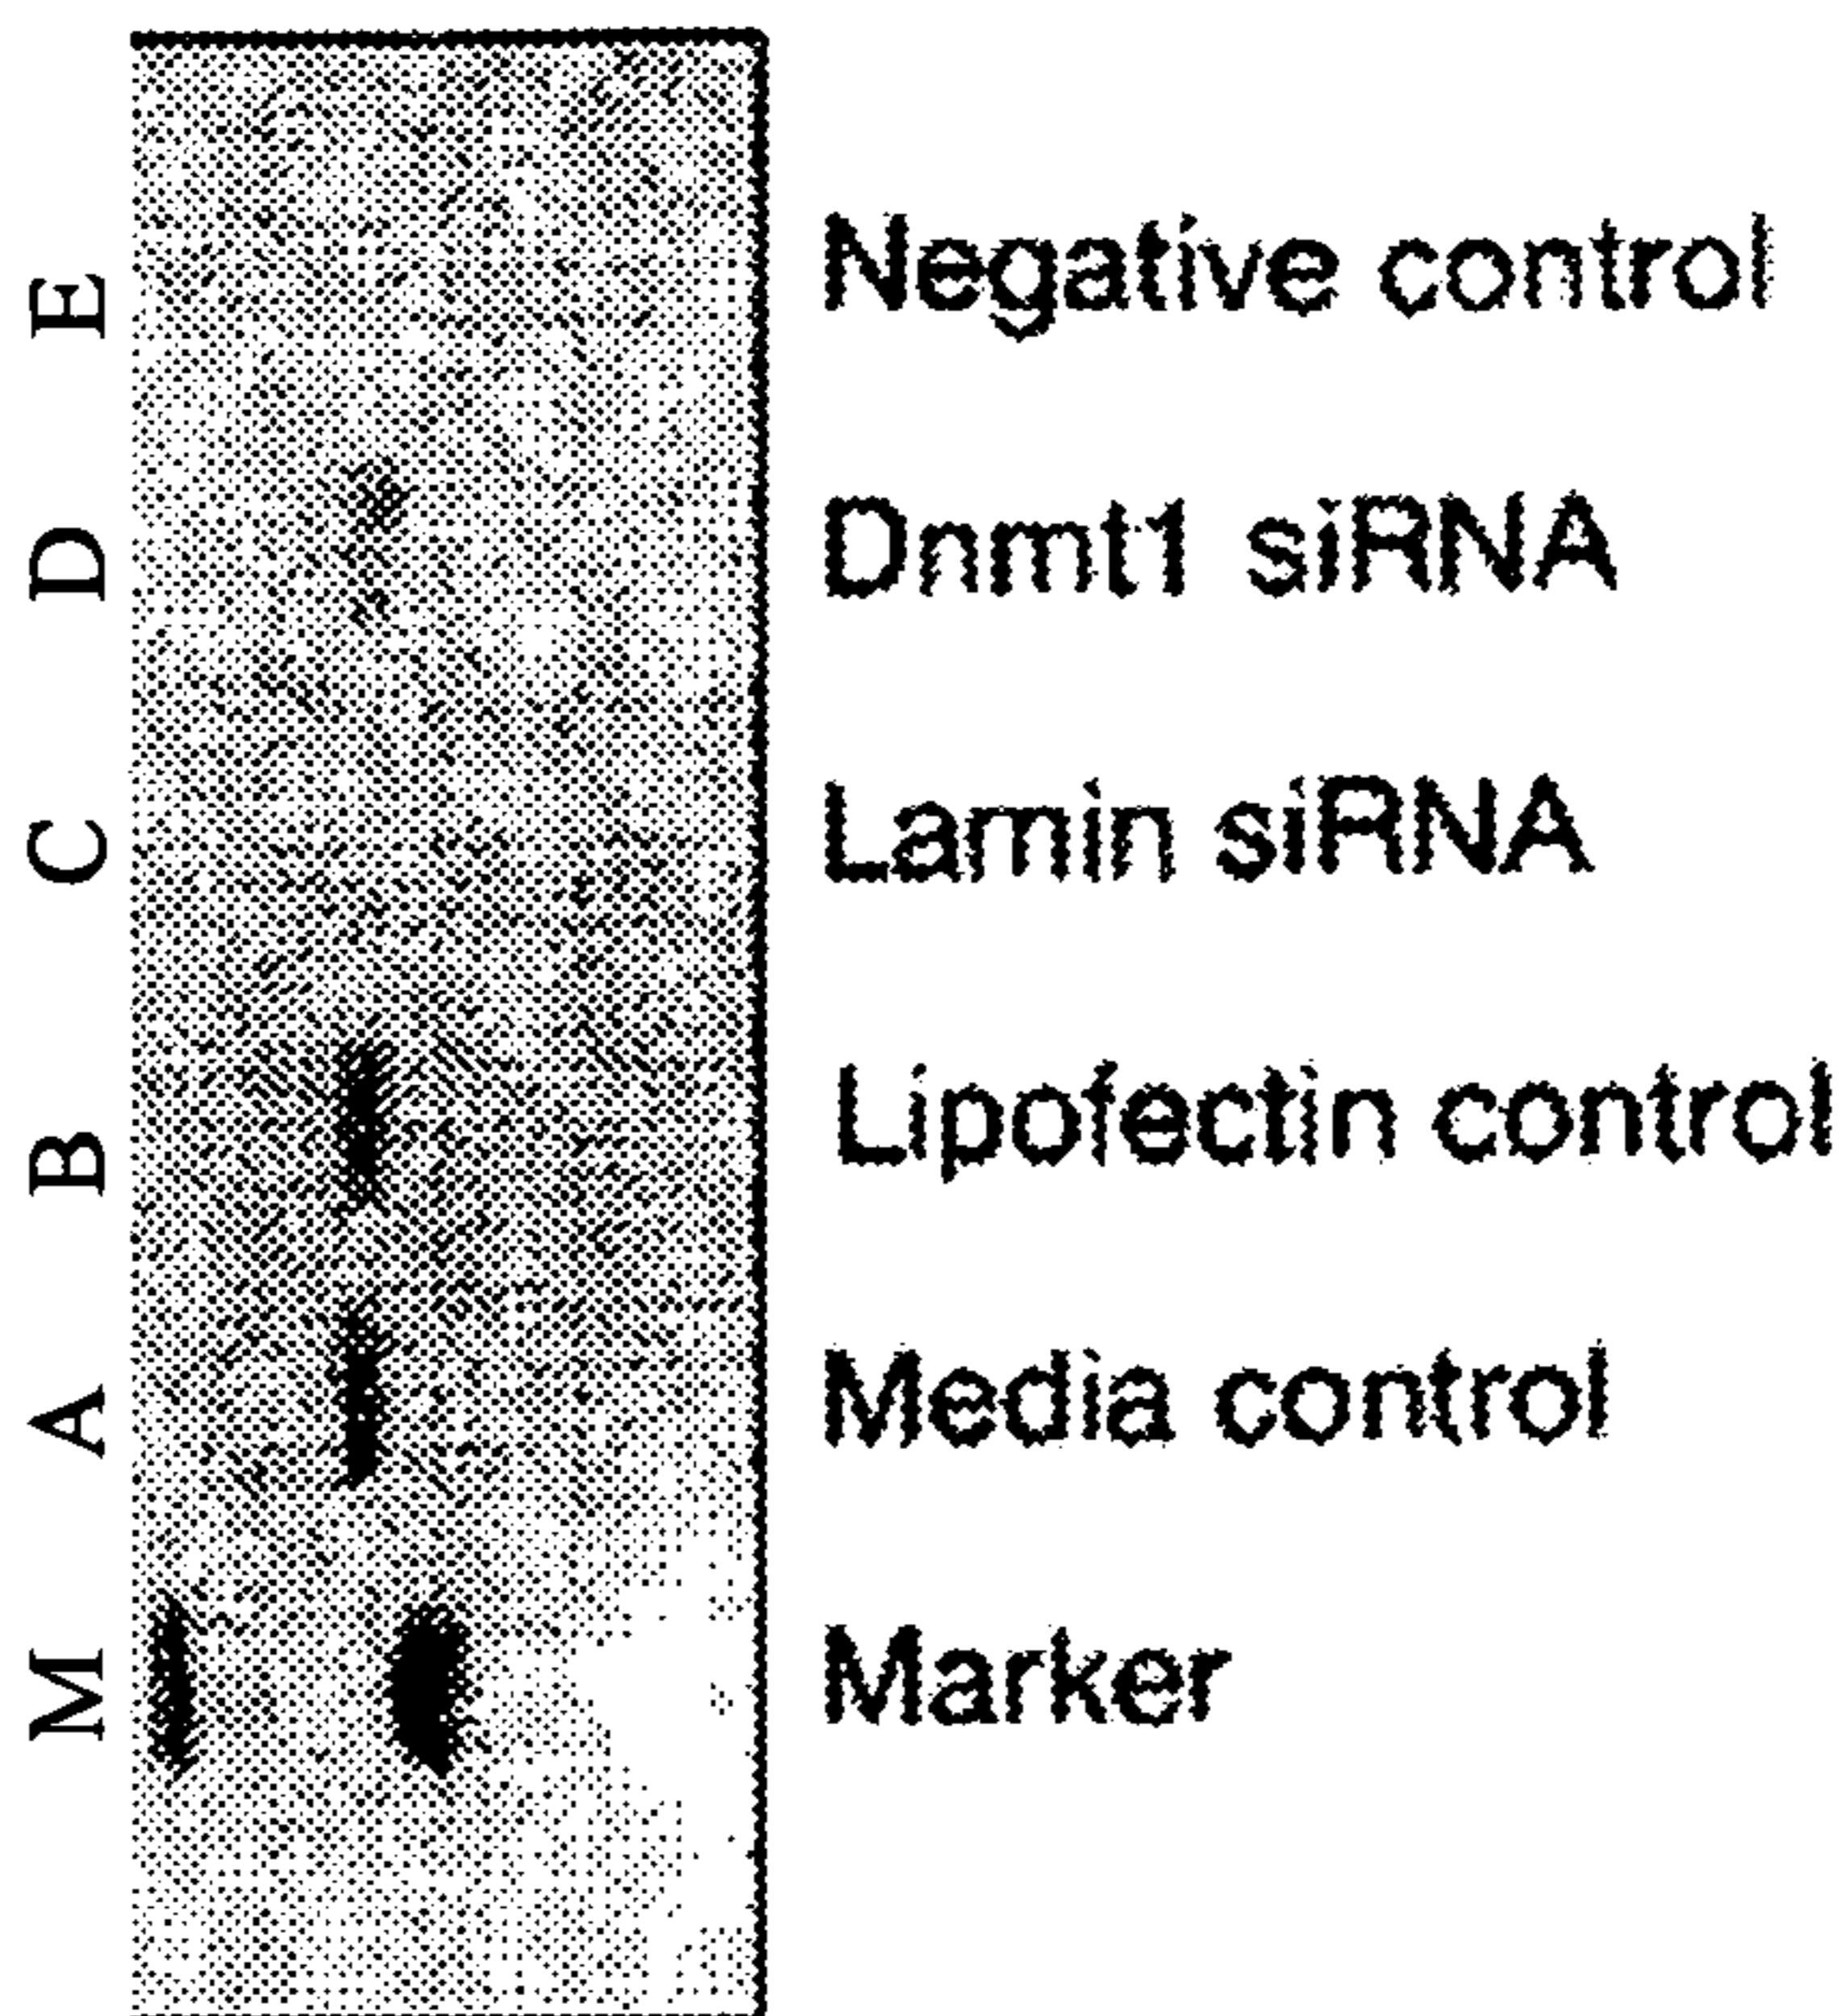 E Negative control
D Dnmt1 siRNA
C Lamin siRNA
B Lipofectin control
A Media control
M Marker